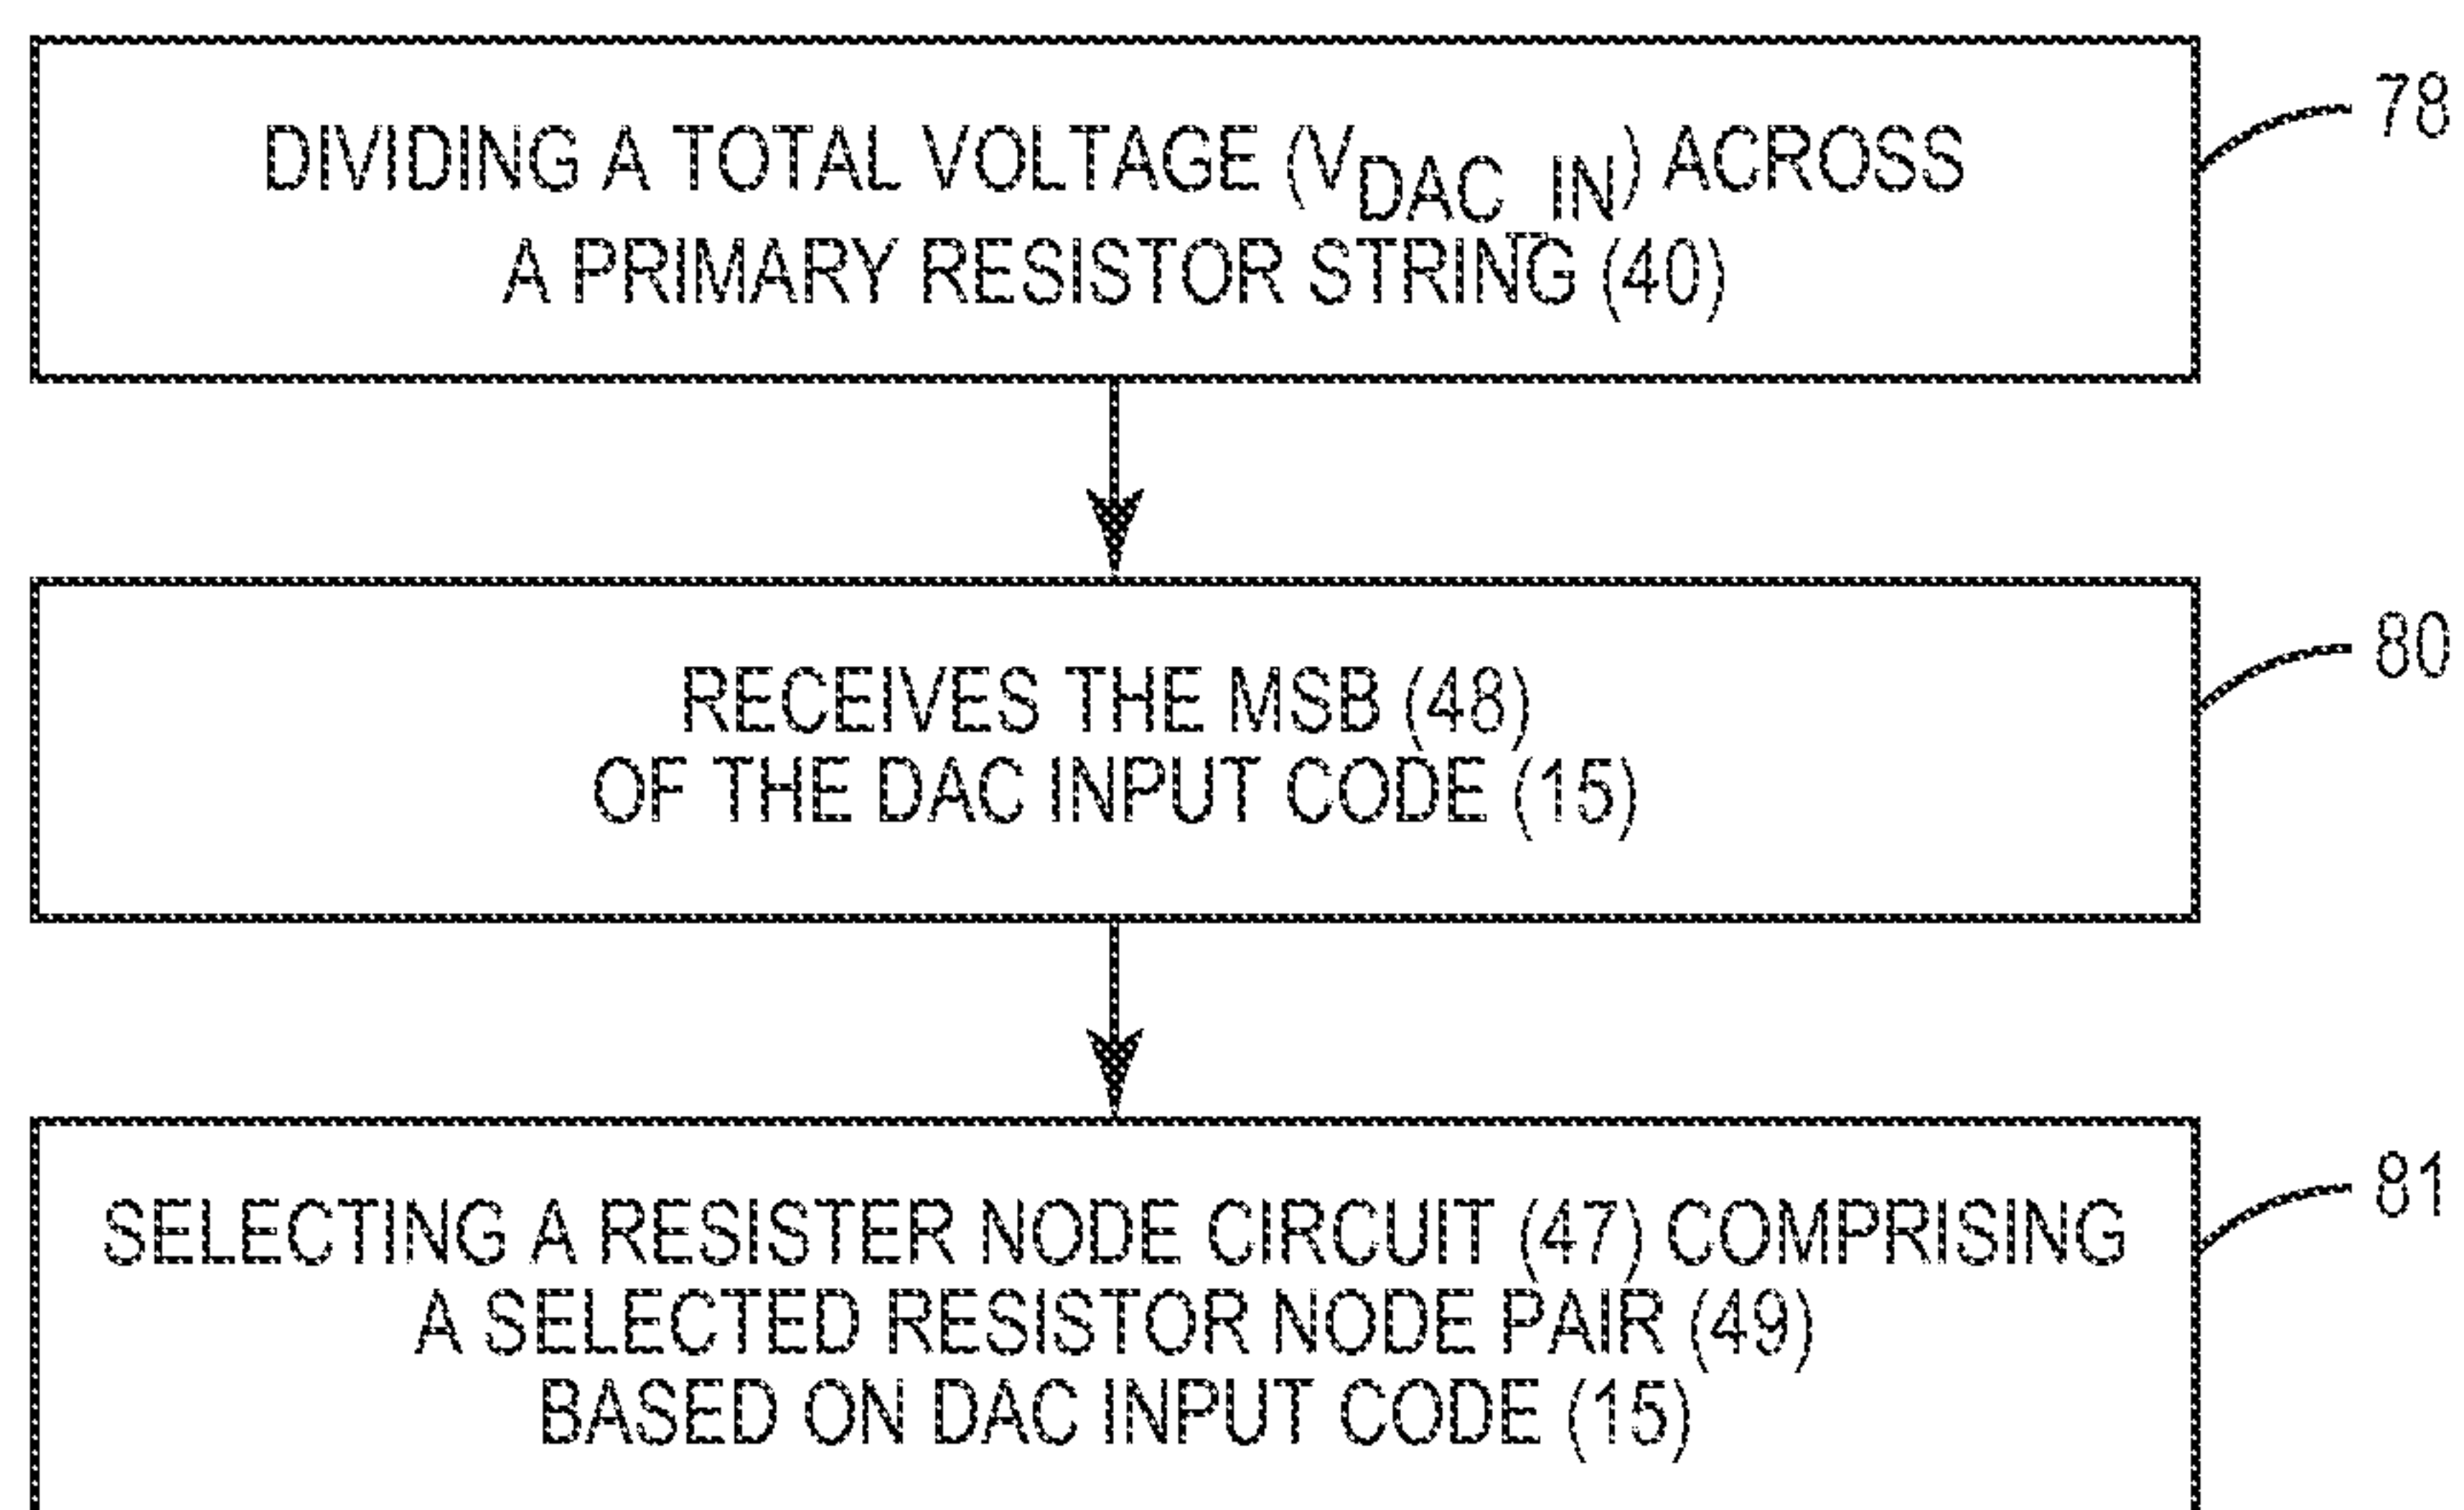 DIVIDING A TOTAL VOLTAGE (VDAC_IN) ACROSS
A PRIMARY RESISTOR STRING (40)
78
RECEIVES THE MSB (48)
OF THE DAC INPUT CODE (15)
80
SELECTING A RESISTER NODE CIRCUIT (47) COMPRISING
A SELECTED RESISTOR NODE PAIR (49)
BASED ON DAC INPUT CODE (15)
81